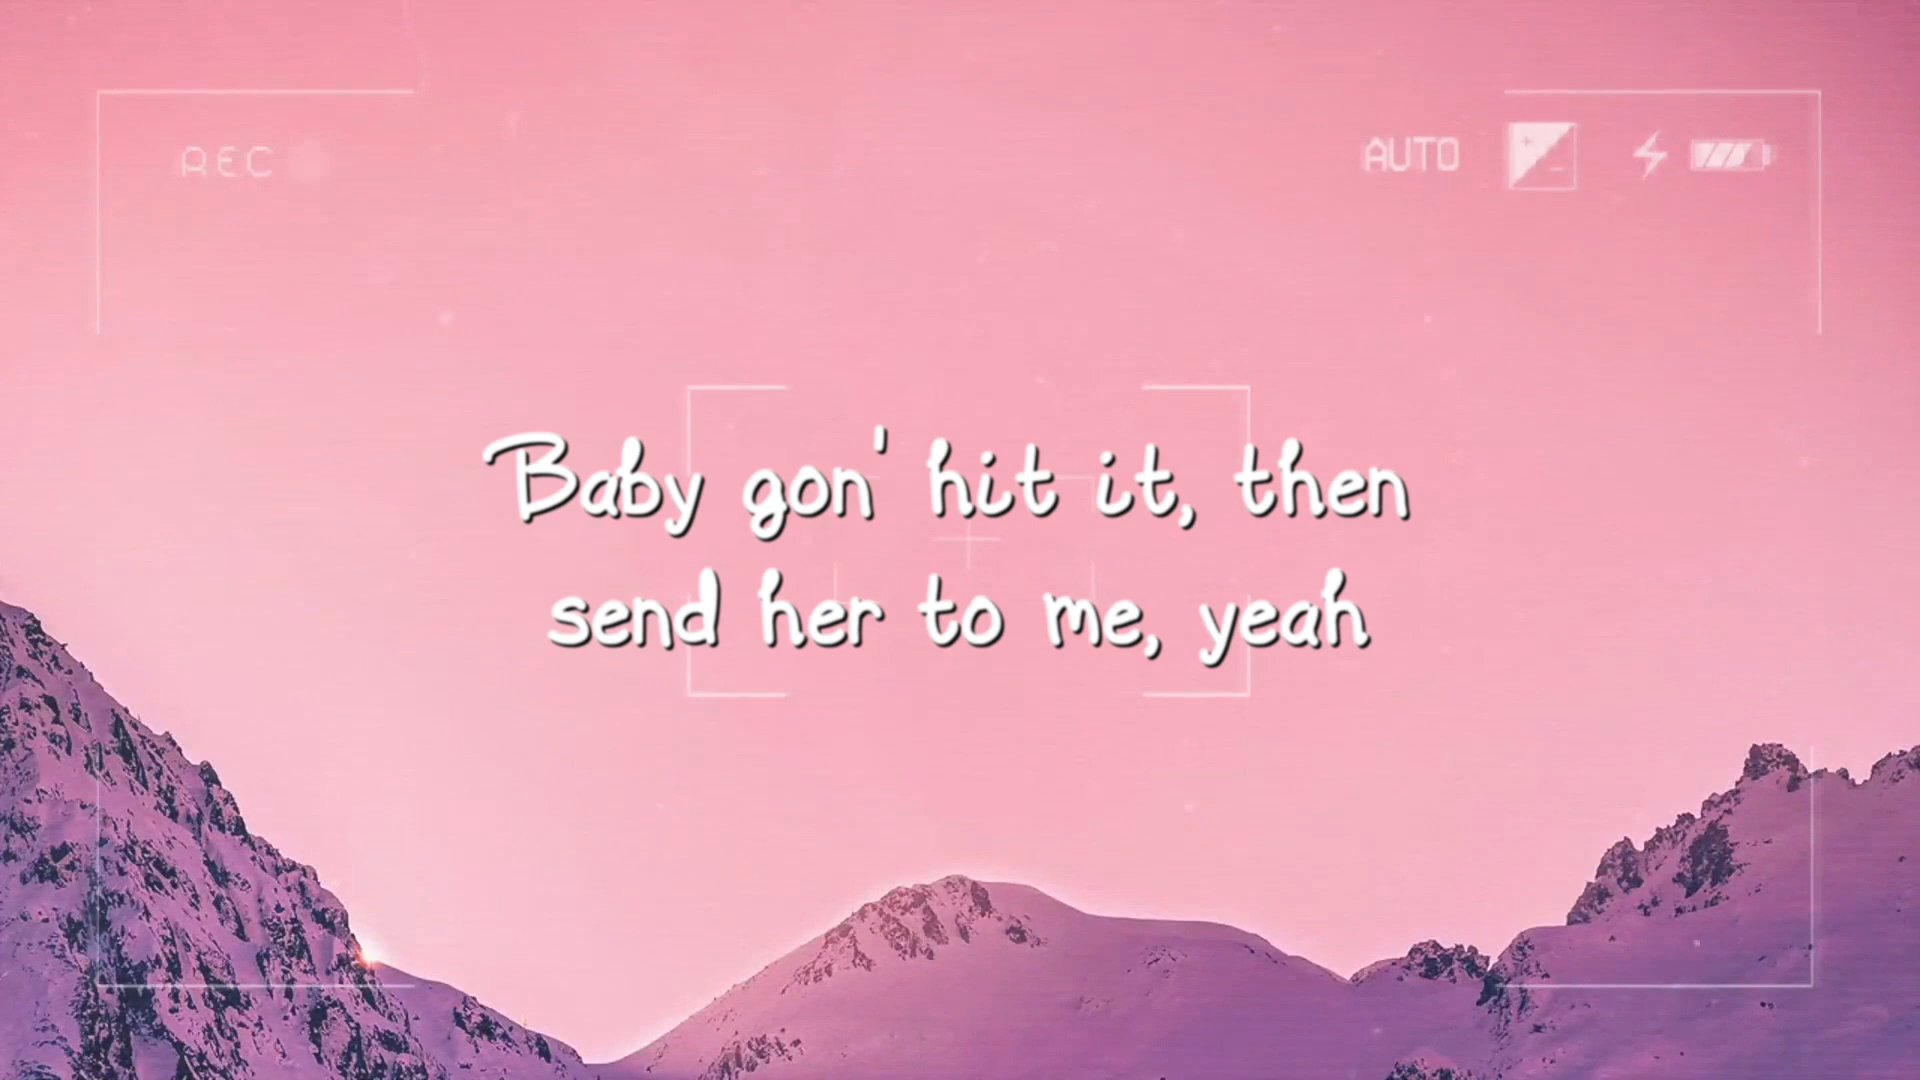 REC
AUTO
Baby gon' hit it, then
send her to me, yeah